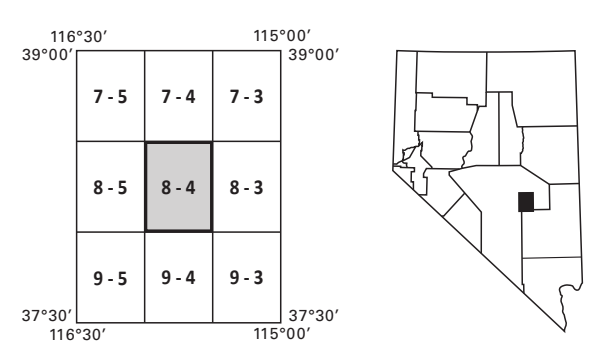 116°30′ 115°00′
39°00′ 39°00′
7 - 5 7 - 4 7 - 3
8 - 5 8 - 4 8 - 3
9 - 5 9 - 4 9 - 3
37°30′ 37°30′
116°30′ 115°00′